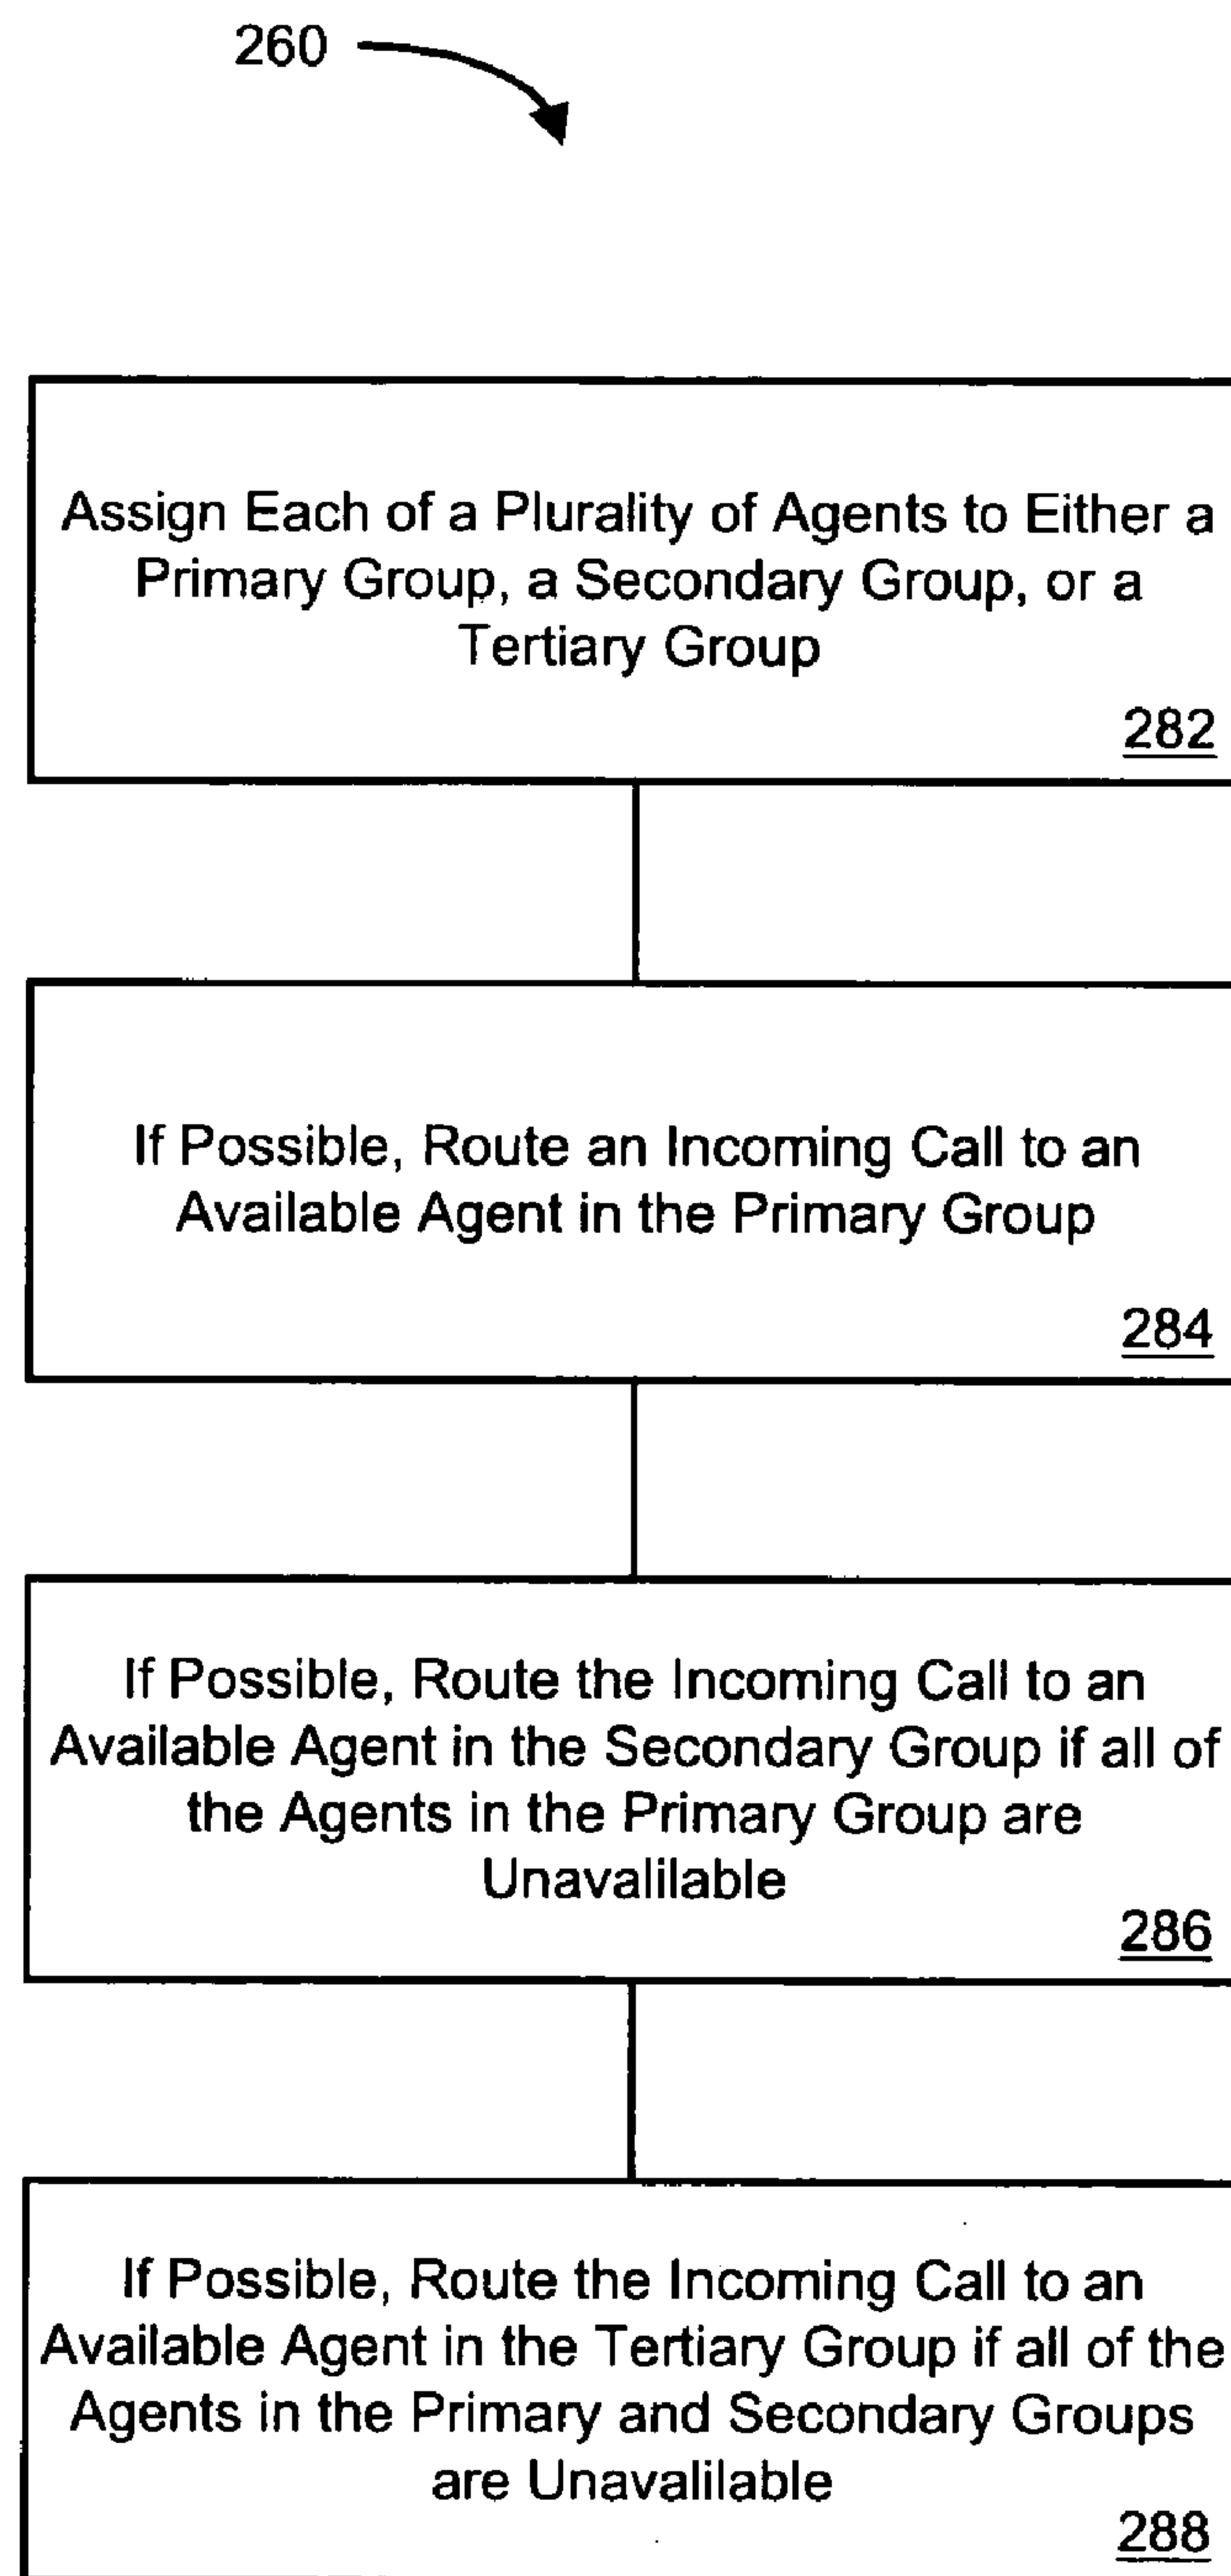 260
Assign Each of a Plurality of Agents to Either a
Primary Group, a Secondary Group, or a
Tertiary Group
282
If Possible, Route an Incoming Call to an
Available Agent in the Primary Group
284
If Possible, Route the Incoming Call to an
Available Agent in the Secondary Group if all of
the Agents in the Primary Group are
Unavalilable
286
If Possible, Route the Incoming Call to an
Available Agent in the Tertiary Group if all of the
Agents in the Primary and Secondary Groups
are Unavalilable
288